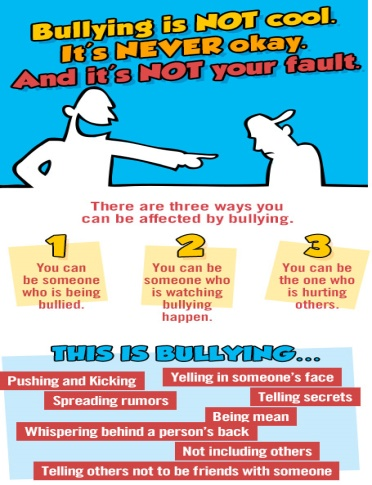 Bullying is NOT cool.
It's NEVER okay.
And it's NOT your fault.
There are three ways you
can be affected by bullying.
1
You can
be someone
who is being
bullied.
2
You can be
someone who
is watching
bullying
happen.
3
You can be
the one who
is hurting
others.
THIS IS BULLYING...
Pushing and Kicking
Yelling in someone's face
Spreading rumors
Telling secrets
Being mean
Whispering behind a person's back
Not including others
Telling others not to be friends with someone